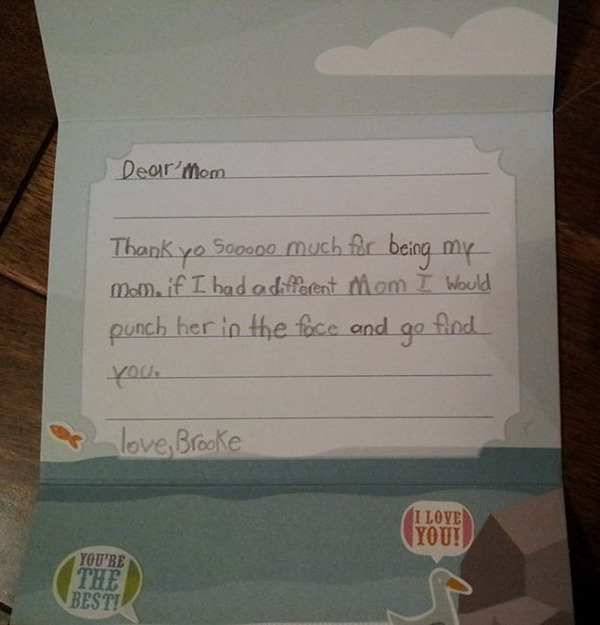 Dear'Mom
Thank yo Sooooo much for being my
mom. if I had a different Mom I Would
punch her in the face and go find
you.
love, Brooke
I LOVE
YOU!
YOU'RE
THE
BEST!